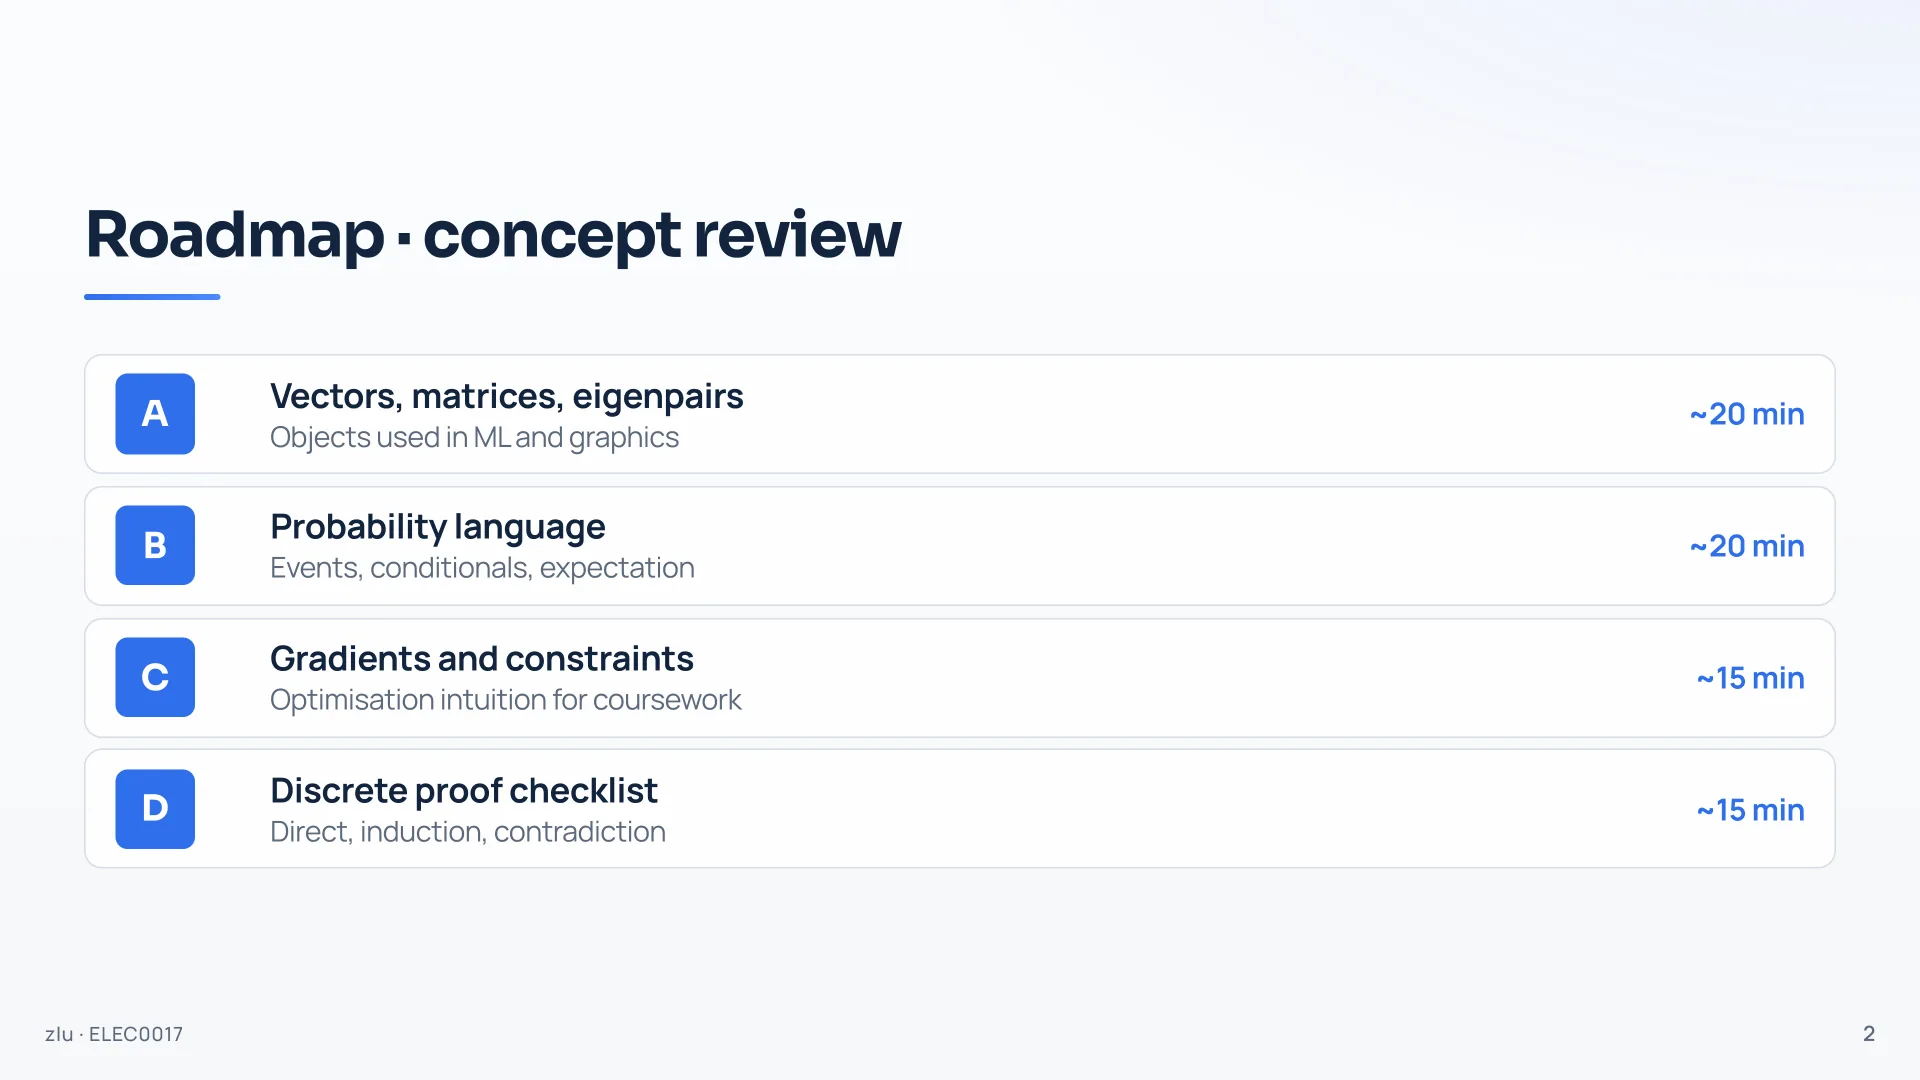 Roadmap · concept review
A
Vectors, matrices, eigenpairs
Objects used in ML and graphics
~20 min
B
Probability language
Events, conditionals, expectation
~20 min
C
Gradients and constraints
Optimisation intuition for coursework
~15 min
D
Discrete proof checklist
Direct, induction, contradiction
~15 min
zlu · ELEC0017
2